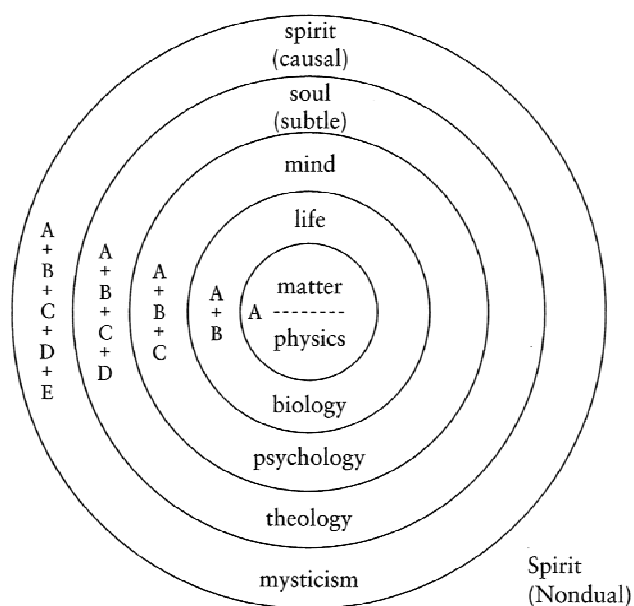 spirit
(causal)
soul
(subtle)
mind
life
matter
physics
biology
psychology
theology
mysticism
A
+
B
+
C
+
D
+
E
A
+
B
+
C
+
D
A
+
B
+
C
A
+
B
A
Spirit
(Nondual)